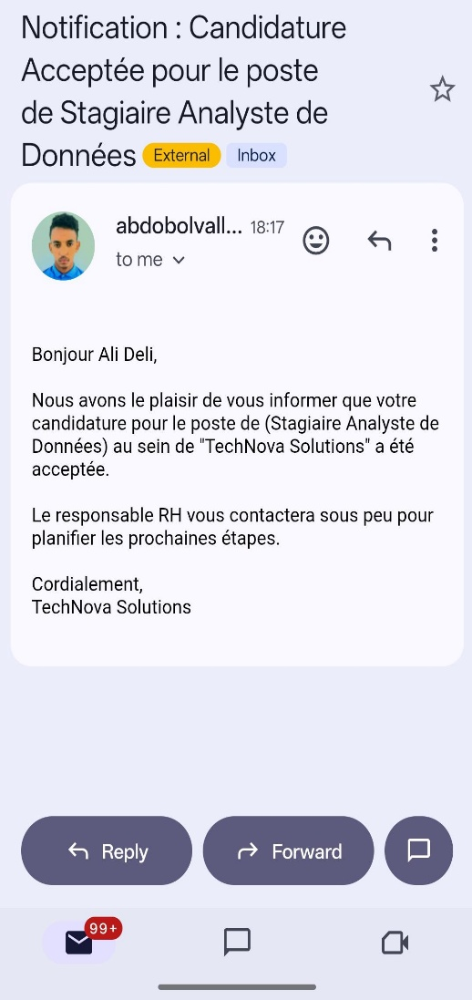 Notification : Candidature
Acceptée pour le poste
de Stagiaire Analyste de
Données External Inbox
abdobolvall... 18:17
to me
Bonjour Ali Deli,
Nous avons le plaisir de vous informer que votre
candidature pour le poste de (Stagiaire Analyste de
Données) au sein de "TechNova Solutions" a été
acceptée.
Le responsable RH vous contactera sous peu pour
planifier les prochaines étapes.
Cordialement,
TechNova Solutions
Reply Forward
99+